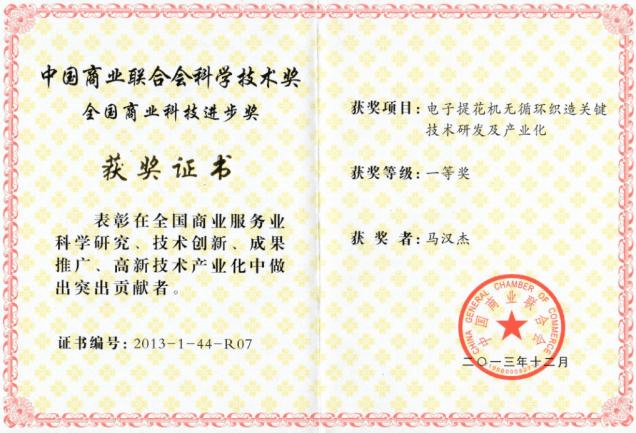 中国商业联合会科学技术奖
全国商业科技进步奖
获奖证书
表彰在全国商业服务业
科学研究、技术创新、成果
推广、高新技术产业化中做
出突出贡献者。
证书编号: 2013-1-44-R07
获奖项目: 电子提花机无循环织造关键
技术研发及产业化
获奖等级: 一等奖
获 奖 者: 马汉杰
CHINA GENERAL CHAMBER OF COMMERCE
中国商业联合会
二〇一三年十二月